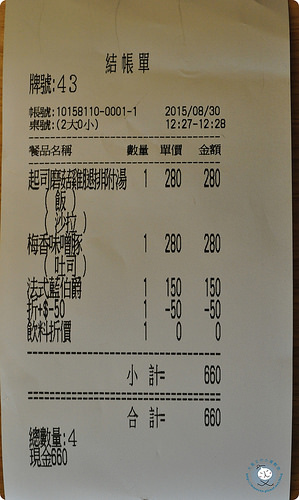 結帳單
牌號:43
帳號:10158110-0001-1 2015/08/30
桌號:(2大0小) 12:27-12:28
餐品名稱 數量 單價 金額
起司磨菇雞腿排附湯 1 280 280
(飯)
(沙拉)
梅香味噌豚 1 280 280
(吐司)
法式藍伯爵 1 150 150
折+$-50 1 -50 -50
飲料折價 1 0 0
小 計= 660
合 計= 660
總數量:4
現金660